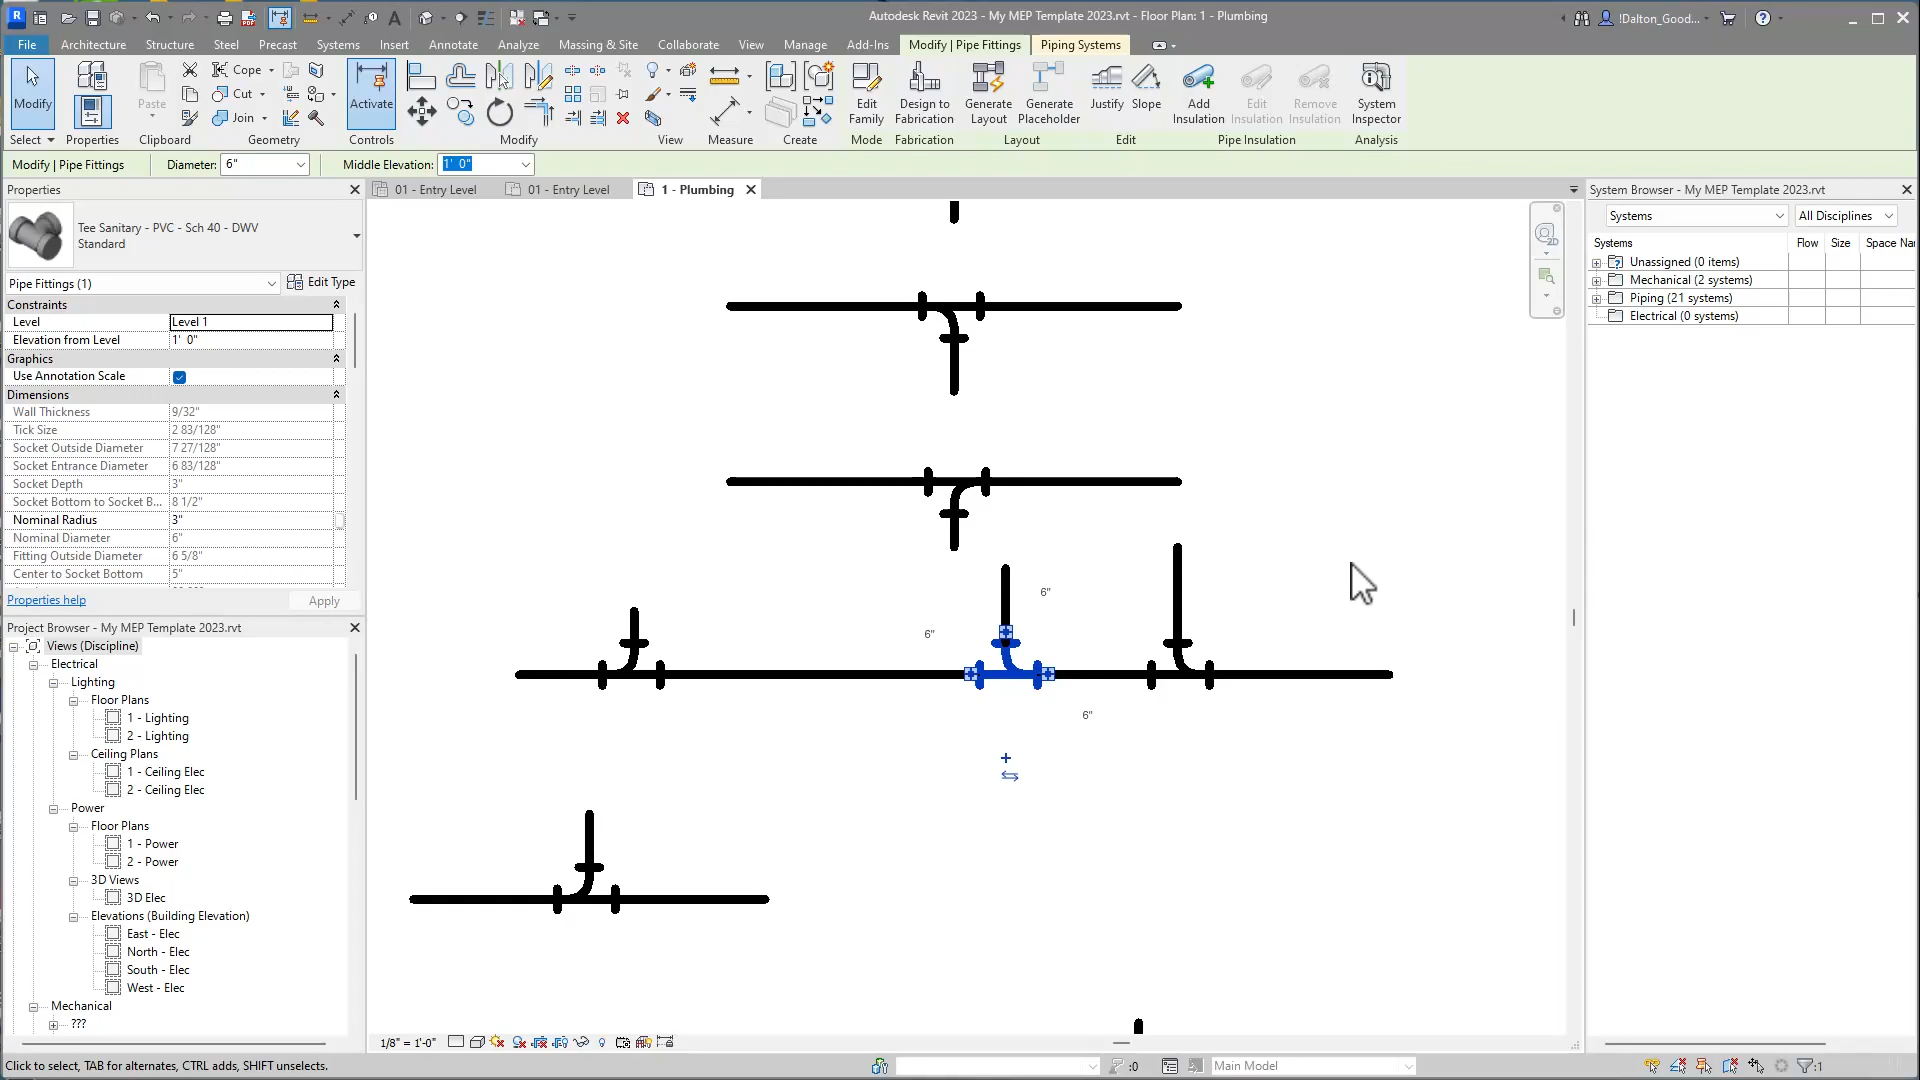 Autodesk Revit 2023 - My MEP Template 2023.rvt - Floor Plan: 1 - Plumbing
!Dalton_Good...
File Architecture Structure Steel Precast Systems Insert Annotate Analyze Massing & Site Collaborate View Manage Add-Ins Modify | Pipe Fittings Piping Systems
Modify Paste Cope Cut Join Activate
Edit Family
Design to Fabrication
Generate Layout
Generate Placeholder
Justify Slope
Add Insulation
Edit Insulation
Remove Insulation
System Inspector
Select Properties Clipboard Geometry Controls Modify View Measure Create Mode Fabrication Layout Edit Pipe Insulation Analysis
Modify | Pipe Fittings Diameter: 6" Middle Elevation: 1' 0"
Properties
01 - Entry Level 01 - Entry Level 1 - Plumbing
System Browser - My MEP Template 2023.rvt
Tee Sanitary - PVC - Sch 40 - DWV
Standard
Pipe Fittings (1) Edit Type
Constraints
Level Level 1
Elevation from Level 1' 0"
Graphics
Use Annotation Scale
Dimensions
Wall Thickness 9/32"
Tick Size 2 83/128"
Socket Outside Diameter 7 27/128"
Socket Entrance Diameter 6 83/128"
Socket Depth 3"
Socket Bottom to Socket B... 8 1/2"
Nominal Radius 3"
Nominal Diameter 6"
Fitting Outside Diameter 6 5/8"
Center to Socket Bottom 5"
Properties help Apply
Project Browser - My MEP Template 2023.rvt
Views (Discipline)
Electrical
Lighting
Floor Plans
1 - Lighting
2 - Lighting
Ceiling Plans
1 - Ceiling Elec
2 - Ceiling Elec
Power
Floor Plans
1 - Power
2 - Power
3D Views
3D Elec
Elevations (Building Elevation)
East - Elec
North - Elec
South - Elec
West - Elec
Mechanical
???
6"
6"
6"
2D
Systems All Disciplines
Systems Flow Size Space Na
Unassigned (0 items)
Mechanical (2 systems)
Piping (21 systems)
Electrical (0 systems)
1/8" = 1'-0"
Click to select, TAB for alternates, CTRL adds, SHIFT unselects.
:0 Main Model :1